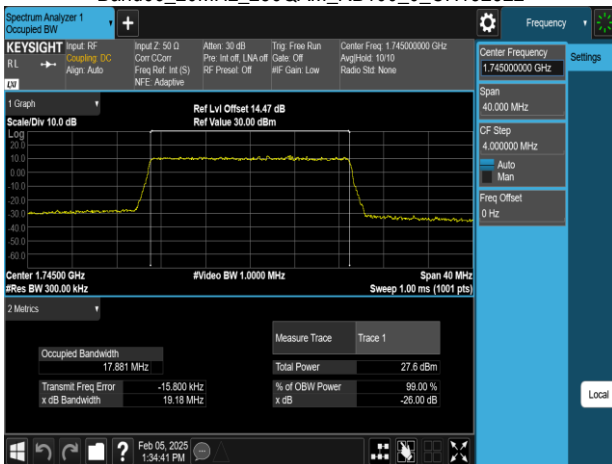 Spectrum Analyzer 1
Occupied BW
+
Frequency
KEYSIGHT
RL
LXI
Input: RF
Coupling: DC
Align: Auto
Input Z: 50 Ω
Corr CCorr
Freq Ref: Int (S)
NFE: Adaptive
Atten: 30 dB
Pre: Int off, LNA off
RF Preset: Off
Trig: Free Run
Gate: Off
#IF Gain: Low
Center Freq: 1.745000000 GHz
Avg|Hold: 10/10
Radio Std: None
Center Frequency
1.745000000 GHz
Settings
Span
40.000 MHz
CF Step
4.000000 MHz
Auto
Man
Freq Offset
0 Hz
1 Graph
Scale/Div 10.0 dB
Ref Lvl Offset 14.47 dB
Ref Value 30.00 dBm
Log
20.0
10.0
0.00
-10.0
-20.0
-30.0
-40.0
-50.0
-60.0
Center 1.74500 GHz
#Video BW 1.0000 MHz
Span 40 MHz
#Res BW 300.00 kHz
Sweep 1.00 ms (1001 pts)
2 Metrics
Measure Trace
Trace 1
Occupied Bandwidth
17.881 MHz
Total Power
27.6 dBm
Transmit Freq Error
-15.800 kHz
% of OBW Power
99.00 %
x dB Bandwidth
19.18 MHz
x dB
-26.00 dB
Local
?
Feb 05, 2025
1:34:41 PM